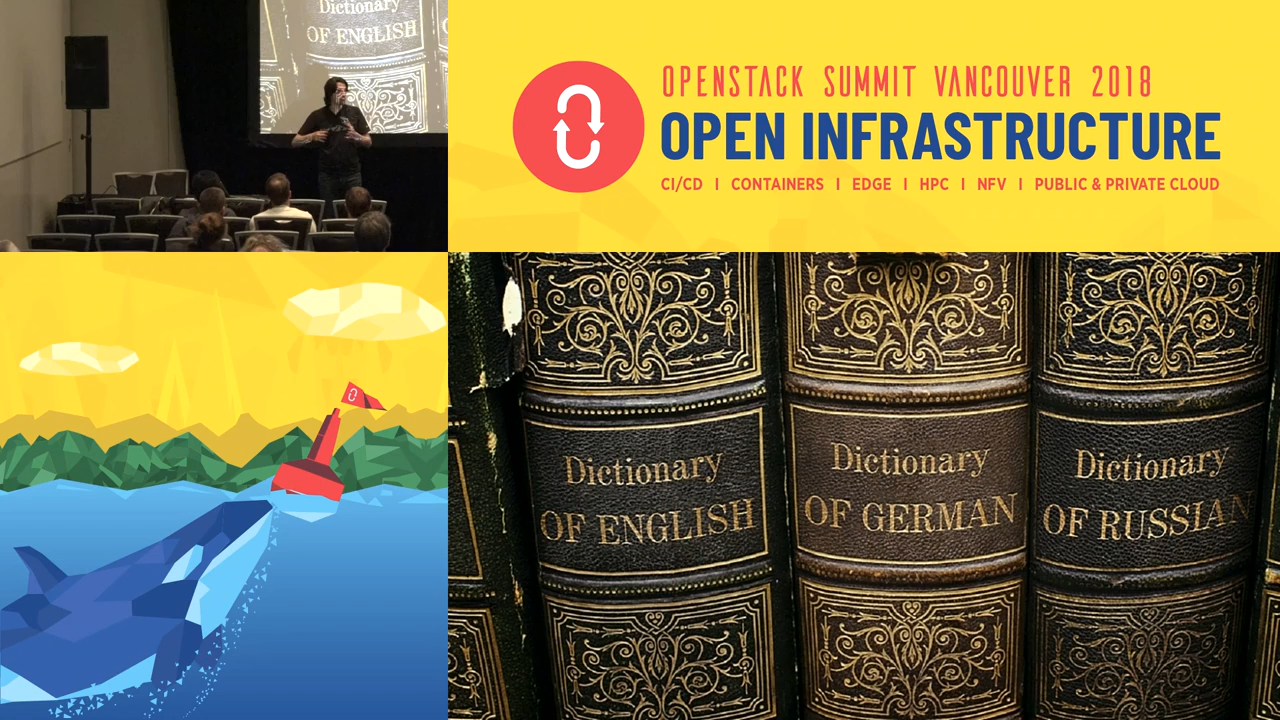 Dictionary
OF ENGLISH
OPENSTACK SUMMIT VANCOUVER 2018
OPEN INFRASTRUCTURE
CI/CD | CONTAINERS | EDGE | HPC | NFV | PUBLIC & PRIVATE CLOUD
Dictionary
OF ENGLISH
Dictionary
OF GERMAN
Dictionary
OF RUSSIAN